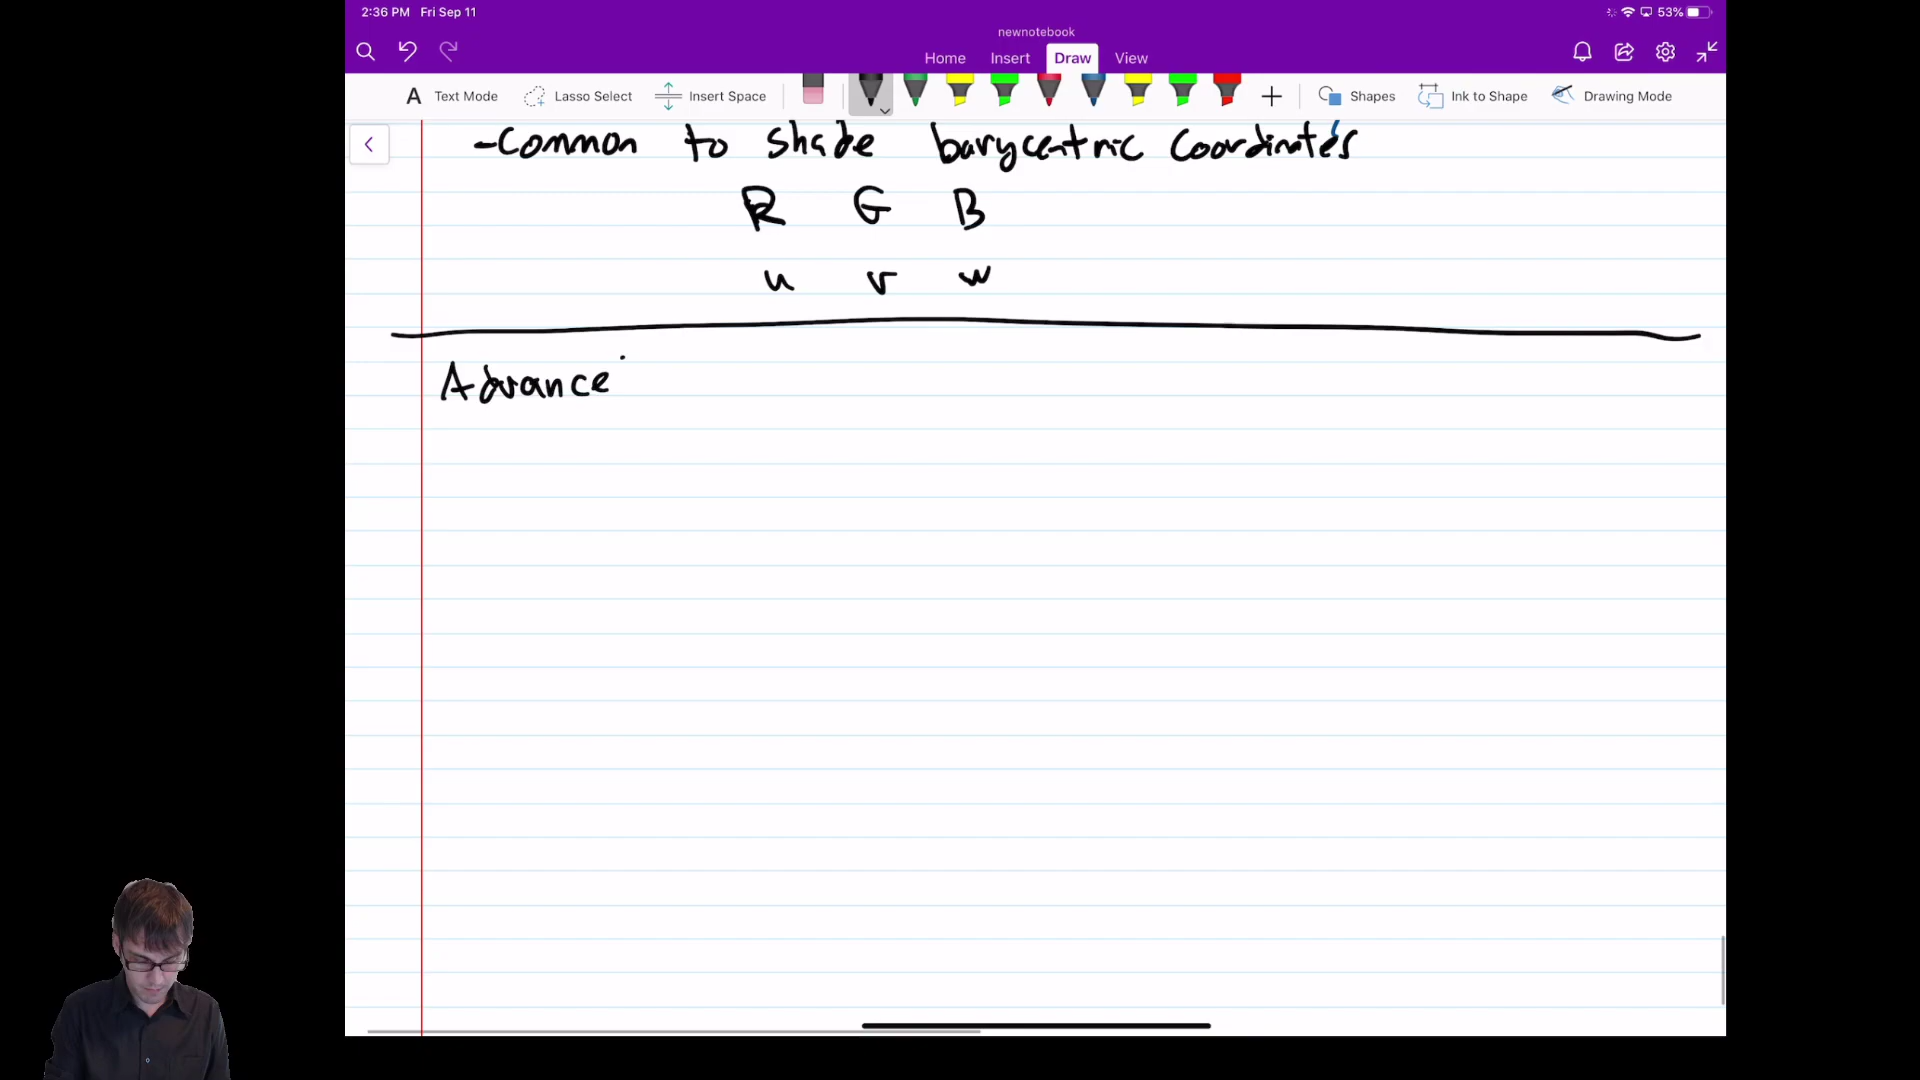 2:36 PM Fri Sep 11 53%
newnotebook
Home Insert Draw View
A Text Mode Lasso Select Insert Space Shapes Ink to Shape Drawing Mode
-Common to shade barycentric Coordinates
R G B
u v w
Advance